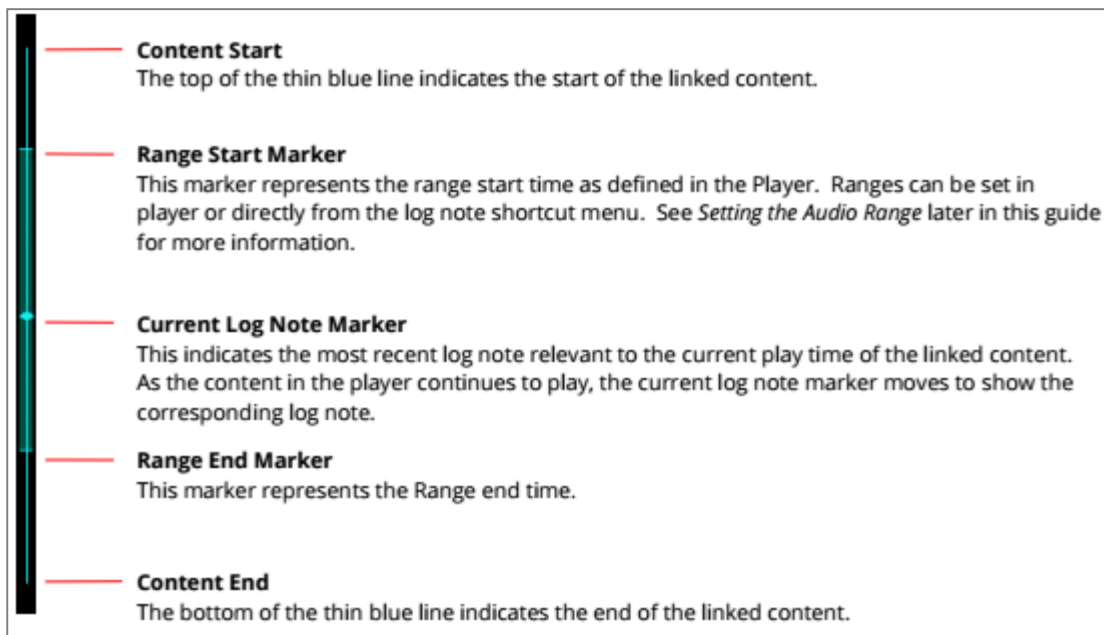 Content Start
The top of the thin blue line indicates the start of the linked content.
Range Start Marker
This marker represents the range start time as defined in the Player.  Ranges can be set in
player or directly from the log note shortcut menu.  See Setting the Audio Range later in this guide
for more information.
Current Log Note Marker
This indicates the most recent log note relevant to the current play time of the linked content.
As the content in the player continues to play, the current log note marker moves to show the
corresponding log note.
Range End Marker
This marker represents the Range end time.
Content End
The bottom of the thin blue line indicates the end of the linked content.